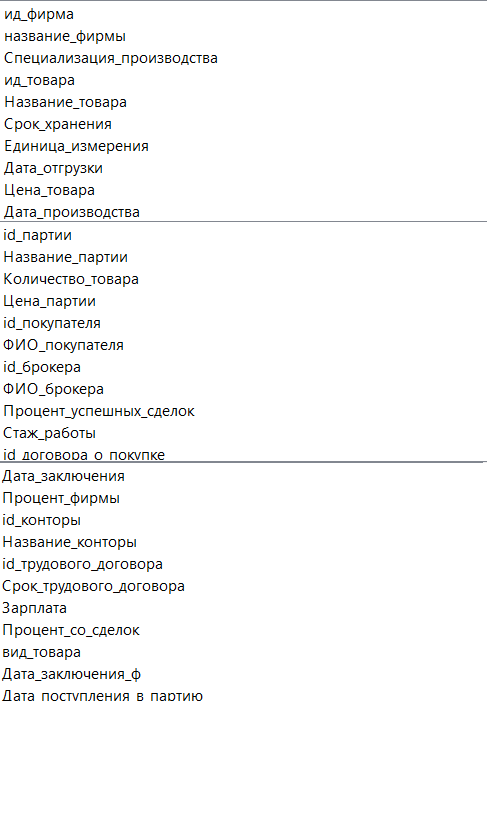 ид_фирма
название_фирмы
Специализация_производства
ид_товара
Название_товара
Срок_хранения
Единица_измерения
Дата_отгрузки
Цена_товара
Дата_производства
id_партии
Название_партии
Количество_товара
Цена_партии
id_покупателя
ФИО_покупателя
id_брокера
ФИО_брокера
Процент_успешных_сделок
Стаж_работы
id_договора_о_покупке
Дата_заключения
Процент_фирмы
id_конторы
Название_конторы
id_трудового_договора
Срок_трудового_договора
Зарплата
Процент_со_сделок
вид_товара
Дата_заключения_ф
Дата_поступления_в_партию